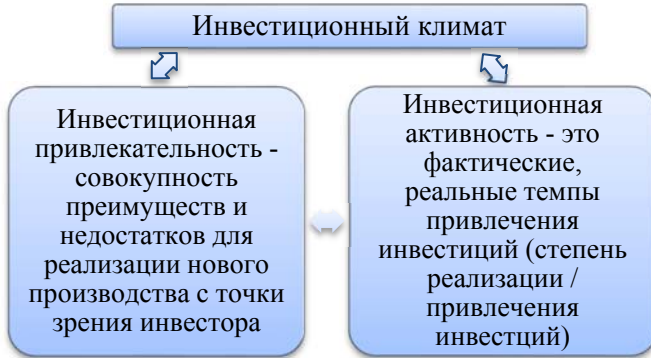 Инвестиционный климат
Инвестиционная
привлекательность -
совокупность
преимуществ и
недостатков для
реализации нового
производства с точки
зрения инвестора
Инвестиционная
активность - это
фактические,
реальные темпы
привлечения
инвестиций (степень
реализации /
привлечения
инвестций)